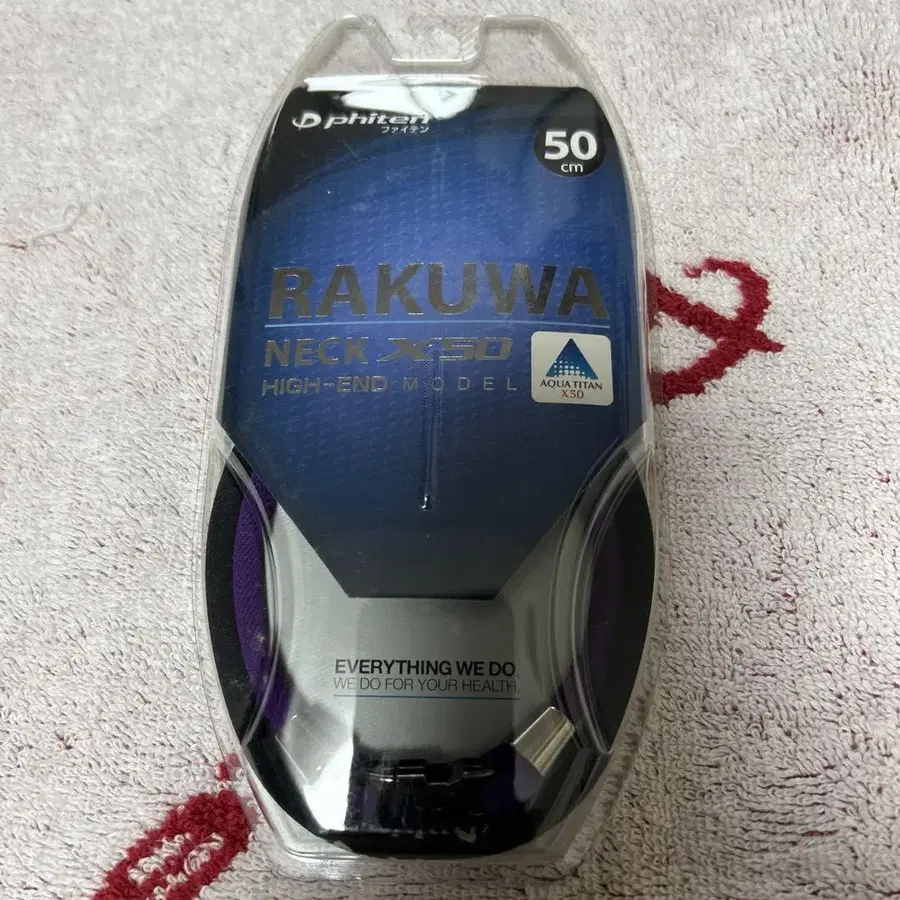 phiten
ファイテン
50
cm
RAKUWA
NECK X50
HIGH-END MODEL
AQUA TITAN
X50
EVERYTHING WE DO,
WE DO FOR YOUR HEALTH.